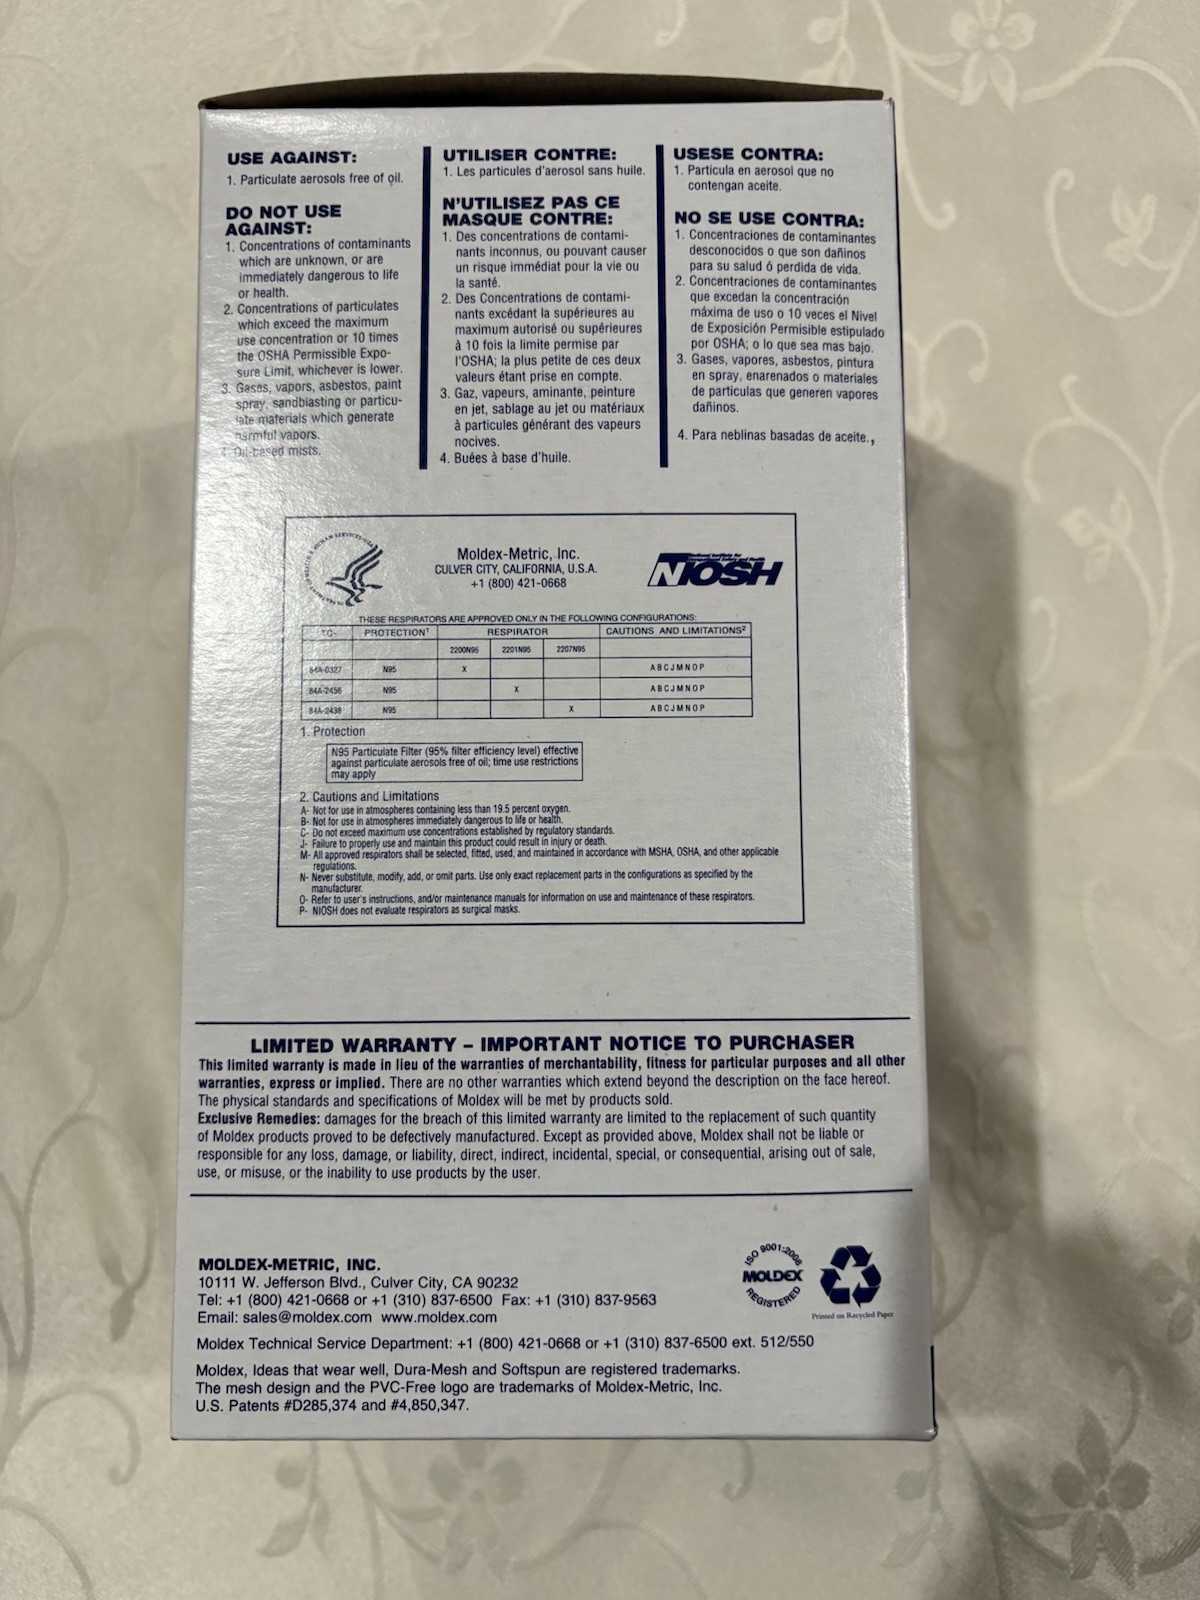 USE AGAINST:
1. Particulate aerosols free of oil.
DO NOT USE
AGAINST:
1. Concentrations of contaminants
which are unknown, or are
immediately dangerous to life
or health.
2. Concentrations of particulates
which exceed the maximum
use concentration or 10 times
the OSHA Permissible Expo-
sure Limit, whichever is lower.
3. Gases, vapors, asbestos, paint
spray, sandblasting or particu-
late materials which generate
harmful vapors.
4. Oil-based mists.
UTILISER CONTRE:
1. Les particules d'aerosol sans huile.
N'UTILISEZ PAS CE
MASQUE CONTRE:
1. Des concentrations de contami-
nants inconnus, ou pouvant causer
un risque immédiat pour la vie ou
la santé.
2. Des Concentrations de contami-
nants excédant la supérieures au
maximum autorisé ou supérieures
à 10 fois la limite permise par
l'OSHA; la plus petite de ces deux
valeurs étant prise en compte.
3. Gaz, vapeurs, aminante, peinture
en jet, sablage au jet ou matériaux
à particules générant des vapeurs
nocives.
4. Buées à base d'huile.
USESE CONTRA:
1. Particula en aerosol que no
contengan aceite.
NO SE USE CONTRA:
1. Concentraciones de contaminantes
desconocidos o que son dañinos
para su salud ó perdida de vida.
2. Concentraciones de contaminantes
que excedan la concentración
máxima de uso o 10 veces el Nivel
de Exposición Permisible estipulado
por OSHA; o lo que sea mas bajo.
3. Gases, vapores, asbestos, pintura
en spray, enarenados o materiales
de particulas que generen vapores
dañinos.
4. Para neblinas basadas de aceite.,
Moldex-Metric, Inc.
CULVER CITY, CALIFORNIA, U.S.A.
+1 (800) 421-0668
NIOSH
THESE RESPIRATORS ARE APPROVED ONLY IN THE FOLLOWING CONFIGURATIONS:
TC- PROTECTION¹ RESPIRATOR CAUTIONS AND LIMITATIONS²
2200N95 2201N95 2207N95
84A-0327 N95 X ABCJMNOP
84A-2456 N95 X ABCJMNOP
84A-2438 N95 X ABCJMNOP
1. Protection
N95 Particulate Filter (95% filter efficiency level) effective
against particulate aerosols free of oil; time use restrictions
may apply
2. Cautions and Limitations
A- Not for use in atmospheres containing less than 19.5 percent oxygen.
B- Not for use in atmospheres immediately dangerous to life or health.
C- Do not exceed maximum use concentrations established by regulatory standards.
J- Failure to properly use and maintain this product could result in injury or death.
M- All approved respirators shall be selected, fitted, used, and maintained in accordance with MSHA, OSHA, and other applicable
regulations.
N- Never substitute, modify, add, or omit parts. Use only exact replacement parts in the configurations as specified by the
manufacturer.
O- Refer to user's instructions, and/or maintenance manuals for information on use and maintenance of these respirators.
P- NIOSH does not evaluate respirators as surgical masks.
LIMITED WARRANTY – IMPORTANT NOTICE TO PURCHASER
This limited warranty is made in lieu of the warranties of merchantability, fitness for particular purposes and all other
warranties, express or implied. There are no other warranties which extend beyond the description on the face hereof.
The physical standards and specifications of Moldex will be met by products sold.
Exclusive Remedies: damages for the breach of this limited warranty are limited to the replacement of such quantity
of Moldex products proved to be defectively manufactured. Except as provided above, Moldex shall not be liable or
responsible for any loss, damage, or liability, direct, indirect, incidental, special, or consequential, arising out of sale,
use, or misuse, or the inability to use products by the user.
MOLDEX-METRIC, INC.
10111 W. Jefferson Blvd., Culver City, CA 90232
Tel: +1 (800) 421-0668 or +1 (310) 837-6500 Fax: +1 (310) 837-9563
Email: sales@moldex.com www.moldex.com
Moldex Technical Service Department: +1 (800) 421-0668 or +1 (310) 837-6500 ext. 512/550
Moldex, Ideas that wear well, Dura-Mesh and Softspun are registered trademarks.
The mesh design and the PVC-Free logo are trademarks of Moldex-Metric, Inc.
U.S. Patents #D285,374 and #4,850,347.
ISO 9001:2008
MOLDEX
REGISTERED
Printed on Recycled Paper